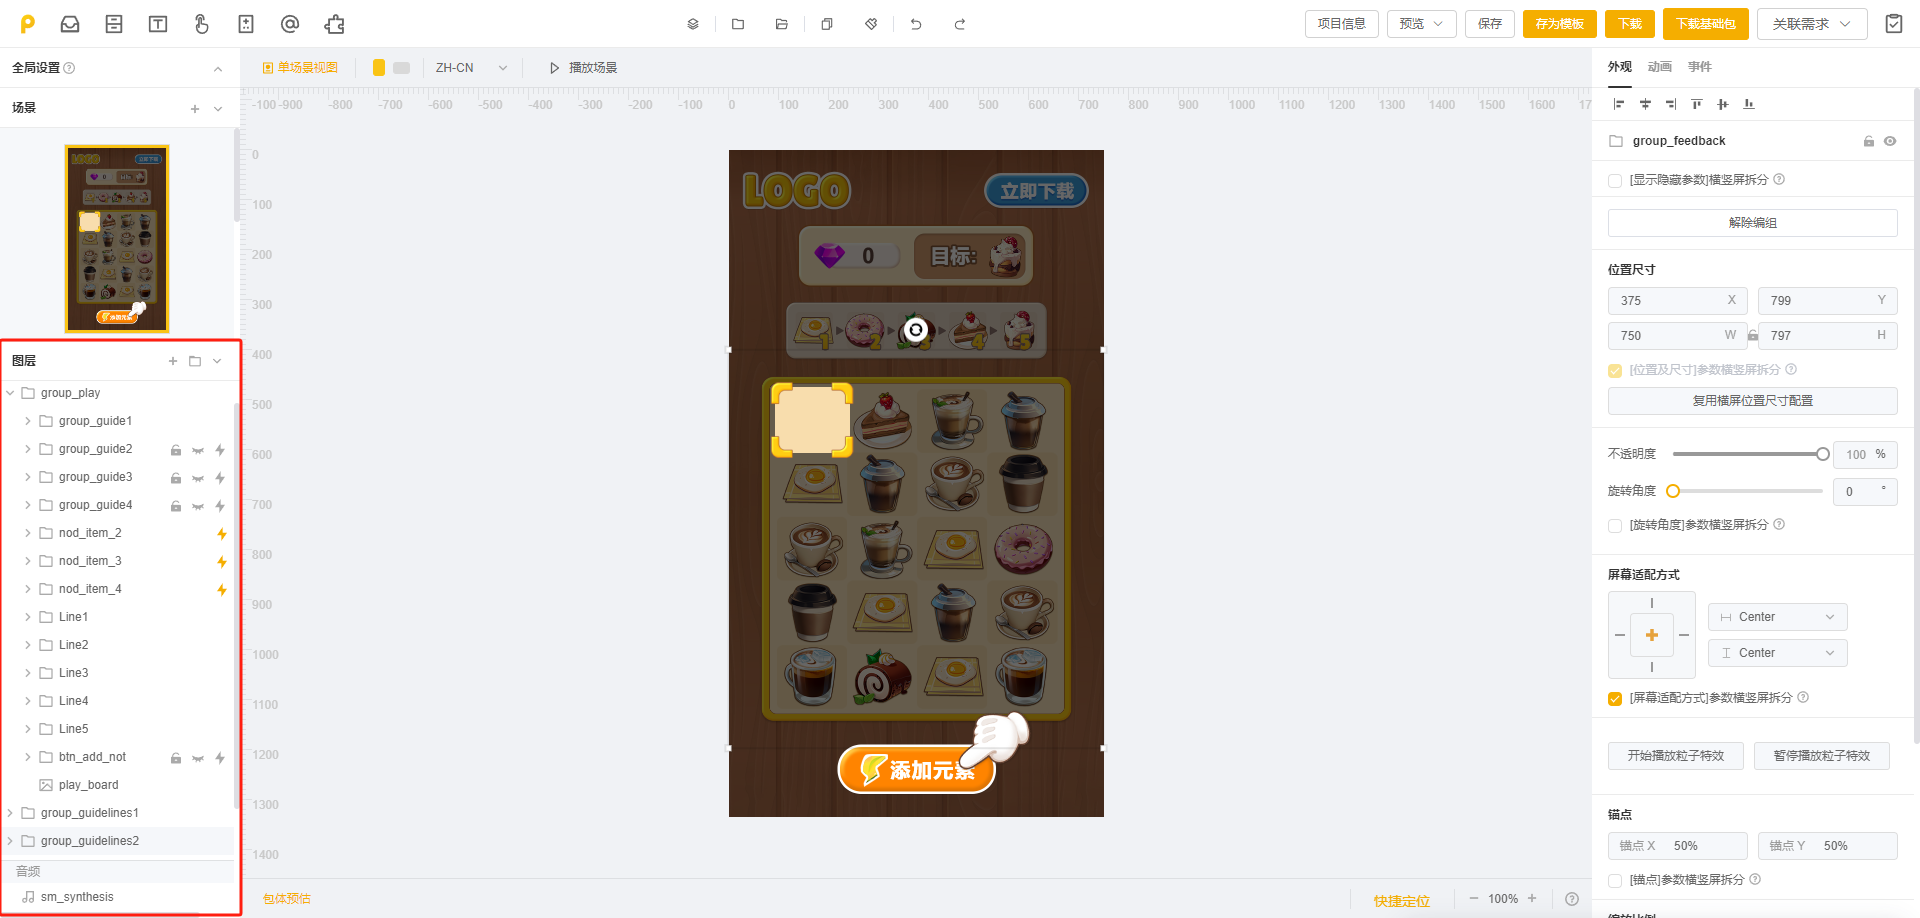 项目信息
预览
保存
存为模板
下载
下载基础包
关联需求
全局设置
单场景视图
ZH-CN
播放场景
外观 动画 事件
场景
-100 -900 -800 -700 -600 -500 -400 -300 -200 -100 0 100 200 300 400 500 600 700 800 900 1000 1100 1200 1300 1400 1500 1600 17
0
100
200
300
400
500
600
700
800
900
1000
1100
1200
1300
1400
LOGO
立即下载
0
目标:
1 2 3 4 5
添加元素
LOGO
立即下载
0
目标:
添加元素
图层
group_play
group_guide1
group_guide2
group_guide3
group_guide4
nod_item_2
nod_item_3
nod_item_4
Line1
Line2
Line3
Line4
Line5
btn_add_not
play_board
group_guidelines1
group_guidelines2
音频
sm_synthesis
包体预估
快捷定位
100%
group_feedback
[显示隐藏参数]横竖屏拆分
解除编组
位置尺寸
375 X
799 Y
750 W
797 H
[位置及尺寸]参数横竖屏拆分
复用横屏位置尺寸配置
不透明度
100 %
旋转角度
0 °
[旋转角度]参数横竖屏拆分
屏幕适配方式
Center
Center
[屏幕适配方式]参数横竖屏拆分
开始播放粒子特效
暂停播放粒子特效
锚点
锚点 X 50%
锚点 Y 50%
[锚点]参数横竖屏拆分